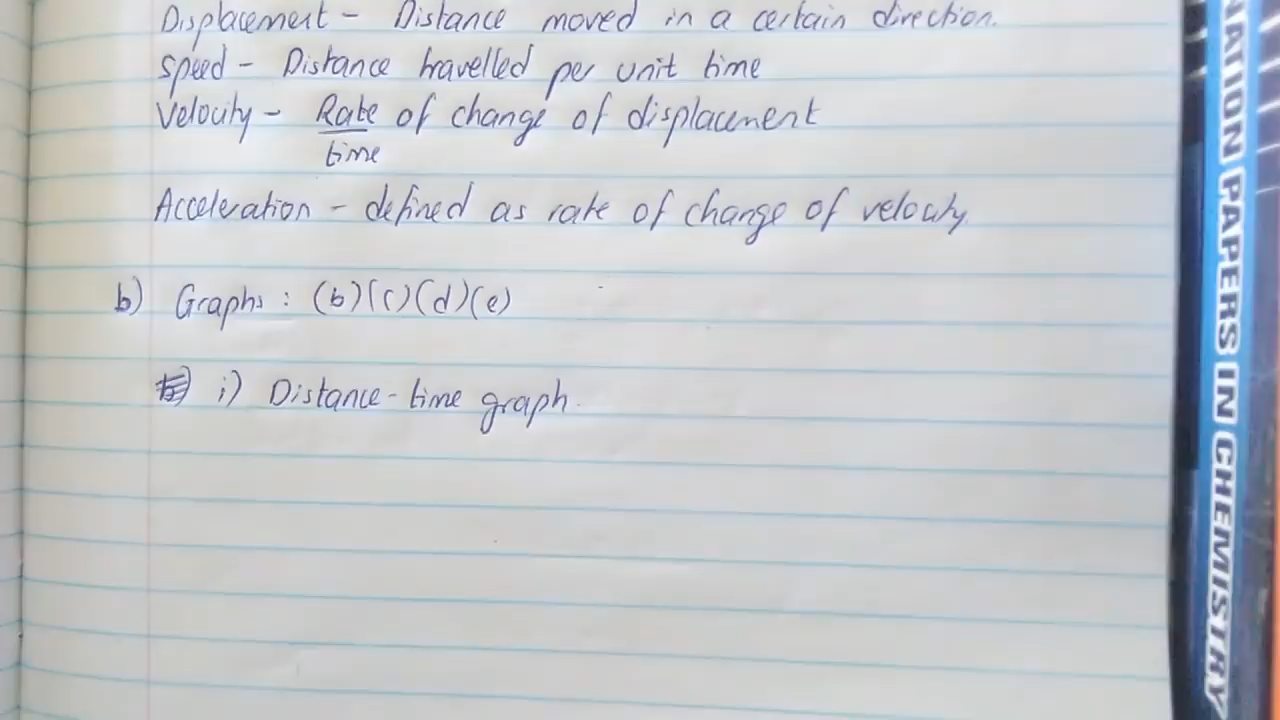 Displacement - Distance moved in a certain direction.
Speed - Distance travelled per unit time
Velocity - Rate of change of displacement
time
Acceleration - defined as rate of change of velocity
b) Graphs : (b)(c)(d)(e)
i) Distance-time graph.
NATION PAPERS IN CHEMISTRY